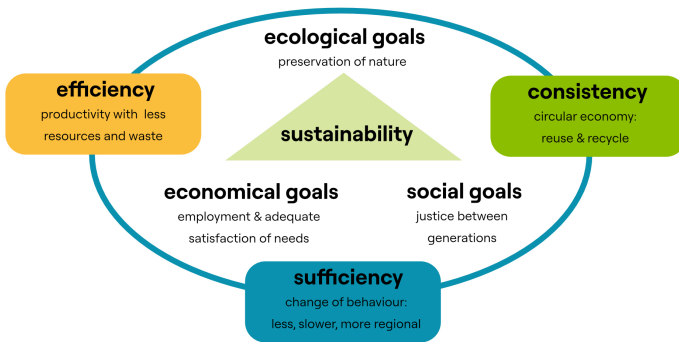 ecological goals
preservation of nature
efficiency
productivity with less
resources and waste
consistency
circular economy:
reuse & recycle
sustainability
economical goals
employment & adequate
satisfaction of needs
social goals
justice between
generations
sufficiency
change of behaviour:
less, slower, more regional